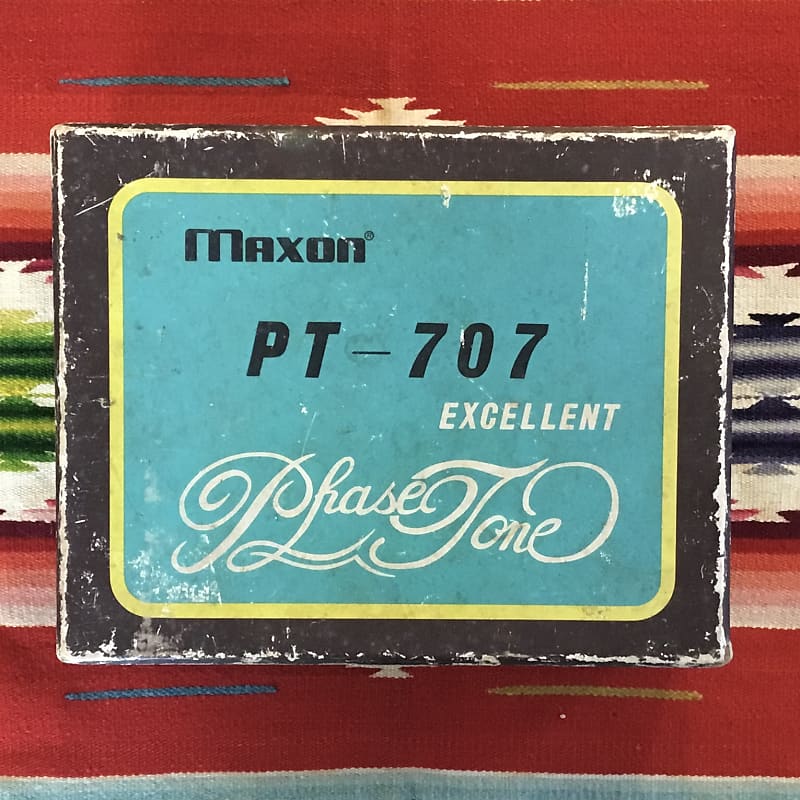 maxon®
PT-707
EXCELLENT
Phase Tone